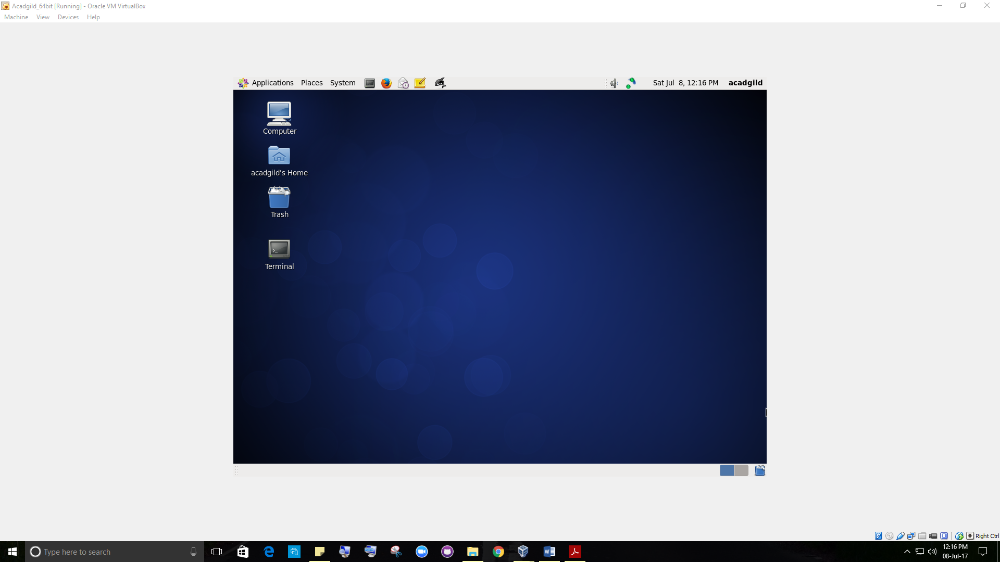 Acadgild_64bit [Running] - Oracle VM VirtualBox
Machine View Devices Help
Applications Places System Sat Jul 8, 12:16 PM acadgild
Computer
acadgild's Home
Trash
Terminal
Right Ctrl
Type here to search
12:16 PM
08-Jul-17